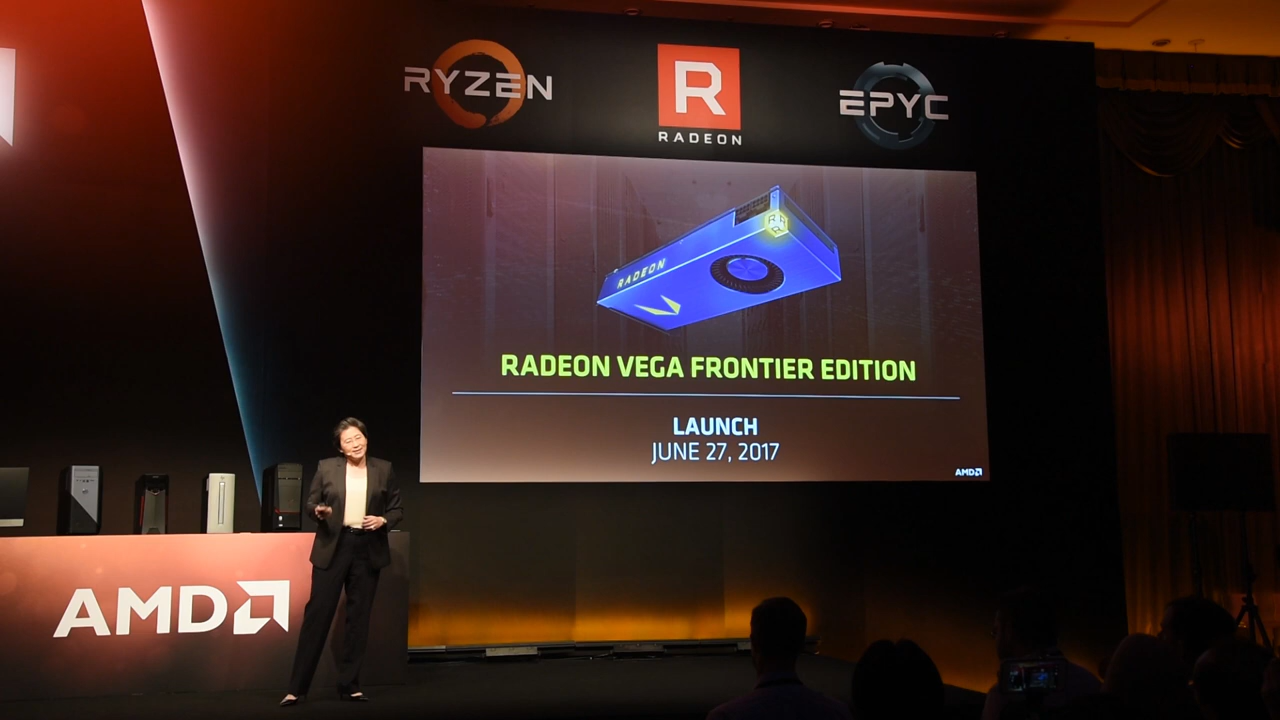 RYZEN
R
RADEON
EPYC
RADEON
R
R
RADEON VEGA FRONTIER EDITION
LAUNCH
JUNE 27, 2017
AMD
AMD